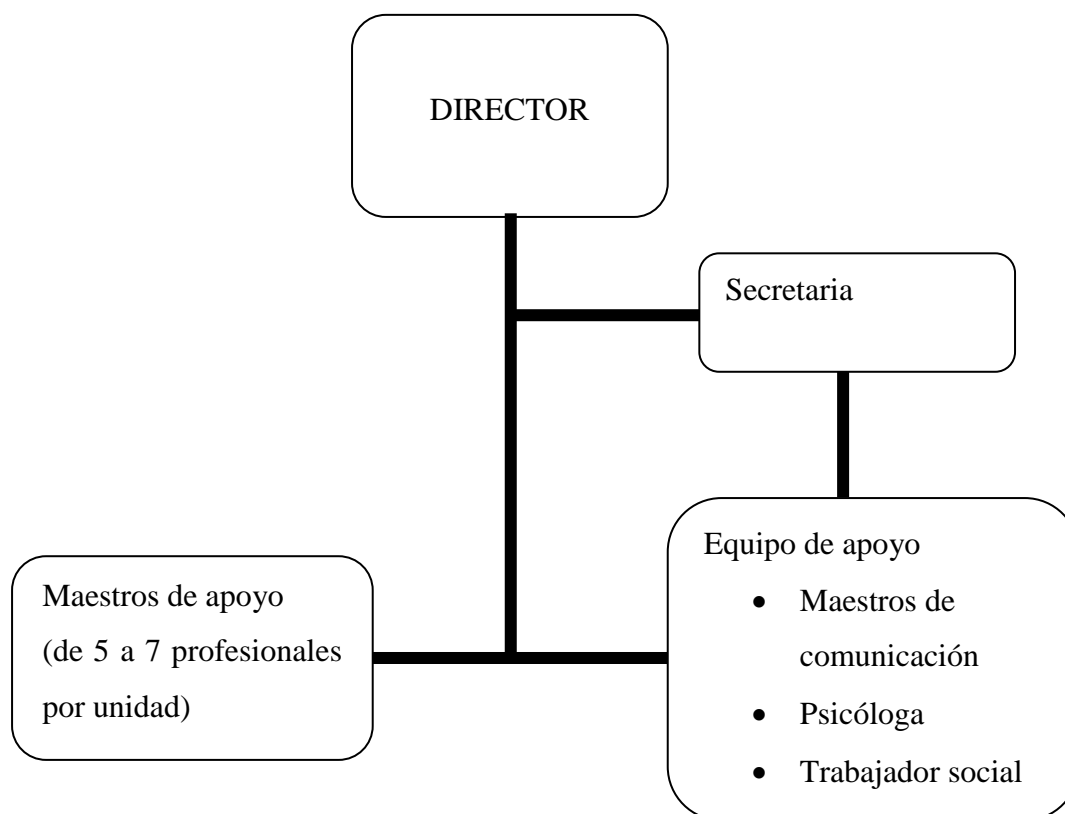 DIRECTOR
Secretaria
Equipo de apoyo
• Maestros de
comunicación
• Psicóloga
• Trabajador social
Maestros de apoyo
(de 5 a 7 profesionales
por unidad)